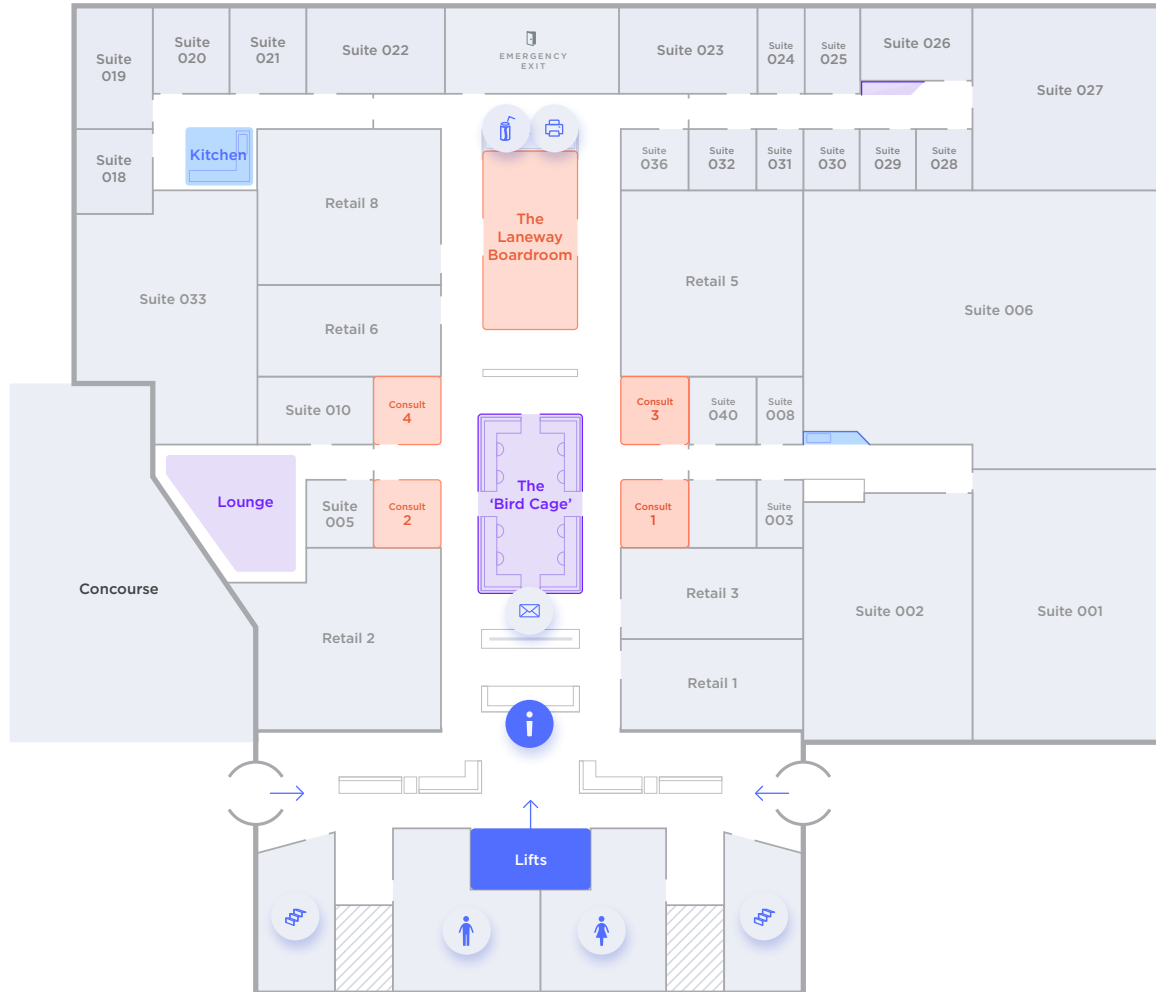 Suite
019
Suite
020
Suite
021
Suite 022
EMERGENCY
EXIT
Suite 023
Suite
024
Suite
025
Suite 026
Suite 027
Suite
018
Kitchen
Retail 8
The
Laneway
Boardroom
Suite
036
Suite
032
Suite
031
Suite
030
Suite
029
Suite
028
Suite 033
Retail 6
Retail 5
Suite 006
Suite 010
Consult
4
Consult
3
Suite
040
Suite
008
Lounge
Suite
005
Consult
2
The
‘Bird Cage’
Consult
1
Suite
003
Concourse
Retail 2
Retail 3
Suite 002
Suite 001
Retail 1
i
Lifts